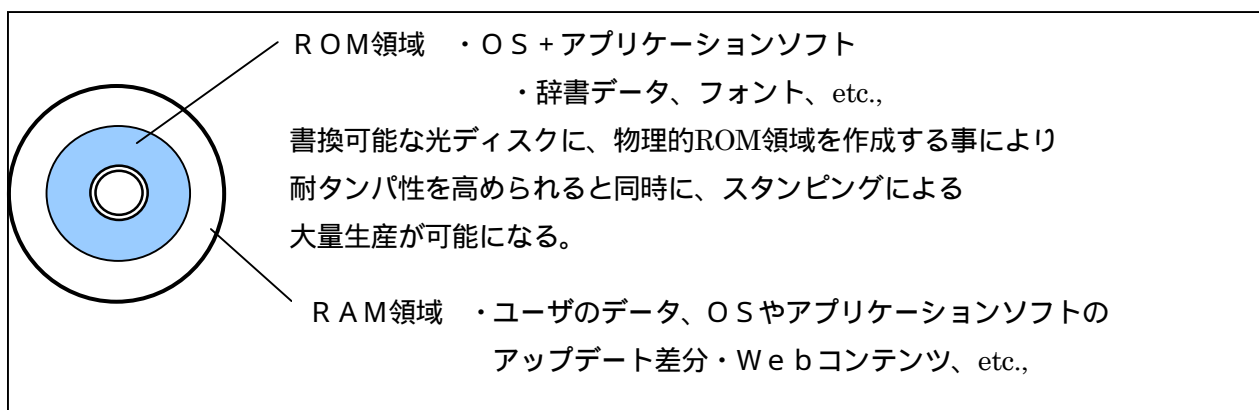 ＲＯＭ領域　・ＯＳ＋アプリケーションソフト
・辞書データ、フォント、etc.,
書換可能な光ディスクに、物理的ROM領域を作成する事により
耐タンパ性を高められると同時に、スタンピングによる
大量生産が可能になる。
ＲＡＭ領域　・ユーザのデータ、ＯＳやアプリケーションソフトの
アップデート差分・Ｗｅｂコンテンツ、etc.,